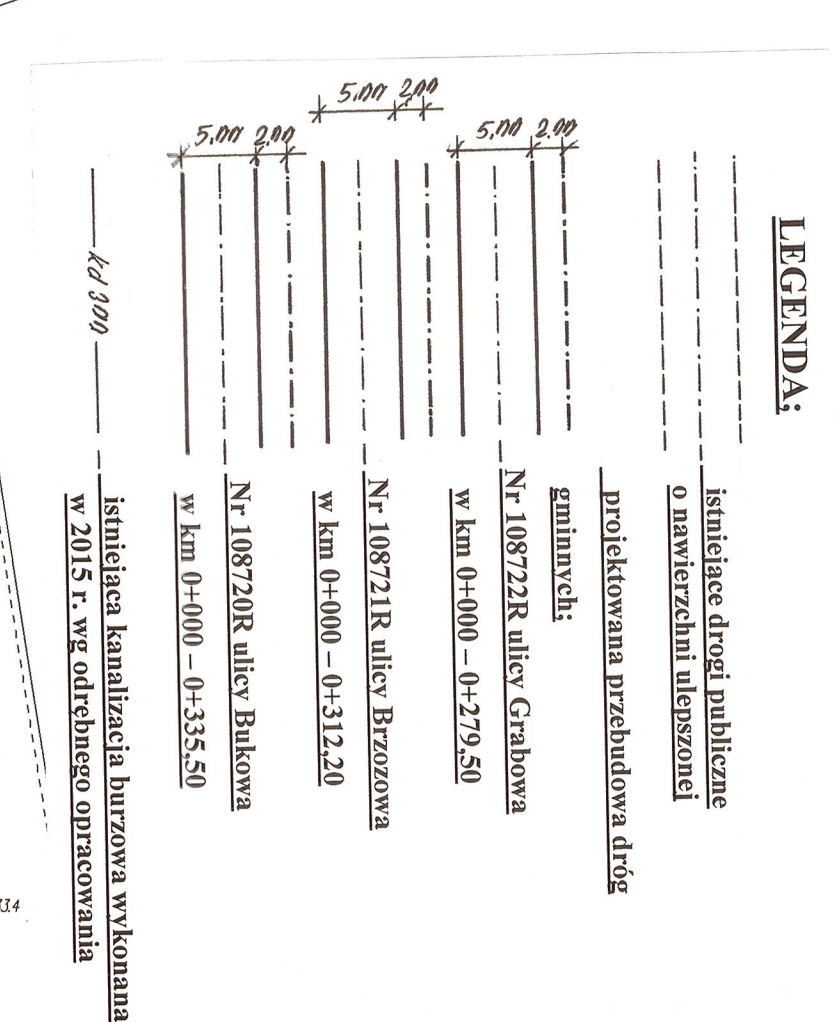 LEGENDA;
istniejące drogi publiczne
o nawierzchni ulepszonej
projektowana przebudowa dróg
gminnych;
5.00 2.00
Nr 108722R ulicy Grabowa
w km 0+000 – 0+279,50
5.00 2.00
Nr 108721R ulicy Brzozowa
w km 0+000 – 0+312,20
5.00 2.00
Nr 108720R ulicy Bukowa
w km 0+000 – 0+335,50
kd 300
istniejąca kanalizacja burzowa wykonana
w 2015 r. wg odrębnego opracowania